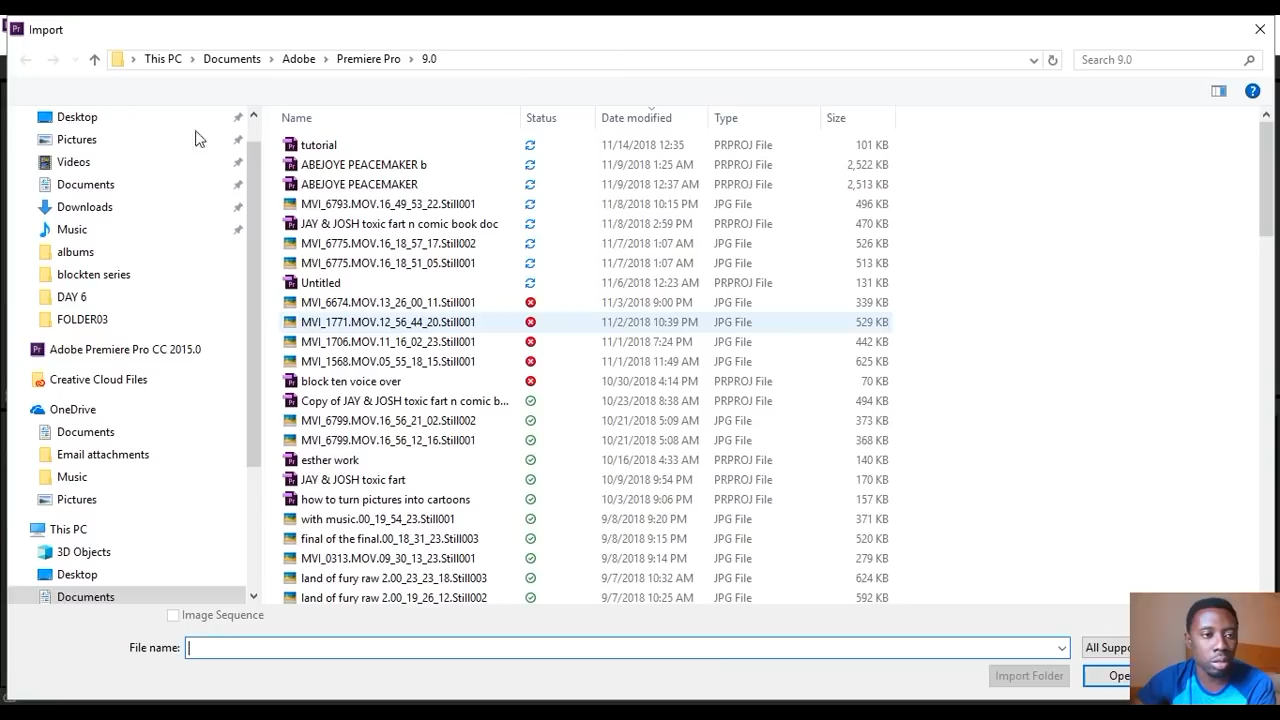 Pr Import
This PC > Documents > Adobe > Premiere Pro > 9.0
Search 9.0
Desktop
Pictures
Videos
Documents
Downloads
Music
albums
blockten series
DAY 6
FOLDER03
Pr Adobe Premiere Pro CC 2015.0
Creative Cloud Files
OneDrive
Documents
Email attachments
Music
Pictures
This PC
3D Objects
Desktop
Documents
Name Status Date modified Type Size
tutorial 11/14/2018 12:35 PRPROJ File 101 KB
ABEJOYE PEACEMAKER b 11/9/2018 1:25 AM PRPROJ File 2,522 KB
ABEJOYE PEACEMAKER 11/9/2018 12:37 AM PRPROJ File 2,513 KB
MVI_6793.MOV.16_49_53_22.Still001 11/8/2018 10:15 PM JPG File 496 KB
JAY & JOSH toxic fart n comic book doc 11/8/2018 2:59 PM PRPROJ File 470 KB
MVI_6775.MOV.16_18_57_17.Still002 11/7/2018 1:07 AM JPG File 526 KB
MVI_6775.MOV.16_18_51_05.Still001 11/7/2018 1:07 AM JPG File 513 KB
Untitled 11/6/2018 12:23 AM PRPROJ File 131 KB
MVI_6674.MOV.13_26_00_11.Still001 11/3/2018 9:00 PM JPG File 339 KB
MVI_1771.MOV.12_56_44_20.Still001 11/2/2018 10:39 PM JPG File 529 KB
MVI_1706.MOV.11_16_02_23.Still001 11/1/2018 7:24 PM JPG File 442 KB
MVI_1568.MOV.05_55_18_15.Still001 11/1/2018 11:49 AM JPG File 625 KB
block ten voice over 10/30/2018 4:14 PM PRPROJ File 70 KB
Copy of JAY & JOSH toxic fart n comic b... 10/23/2018 8:38 AM PRPROJ File 494 KB
MVI_6799.MOV.16_56_21_02.Still002 10/21/2018 5:09 AM JPG File 373 KB
MVI_6799.MOV.16_56_12_16.Still001 10/21/2018 5:08 AM JPG File 368 KB
esther work 10/16/2018 4:33 AM PRPROJ File 140 KB
JAY & JOSH toxic fart 10/9/2018 9:54 PM PRPROJ File 170 KB
how to turn pictures into cartoons 10/3/2018 9:06 PM PRPROJ File 157 KB
with music.00_19_54_23.Still001 9/8/2018 9:20 PM JPG File 371 KB
final of the final.00_18_31_23.Still003 9/8/2018 9:15 PM JPG File 520 KB
MVI_0313.MOV.09_30_13_23.Still001 9/8/2018 9:14 PM JPG File 279 KB
land of fury raw 2.00_23_23_18.Still003 9/7/2018 10:32 AM JPG File 624 KB
land of fury raw 2.00_19_26_12.Still002 9/7/2018 10:25 AM JPG File 592 KB
Image Sequence
File name:
All Suppo
Import Folder
Ope